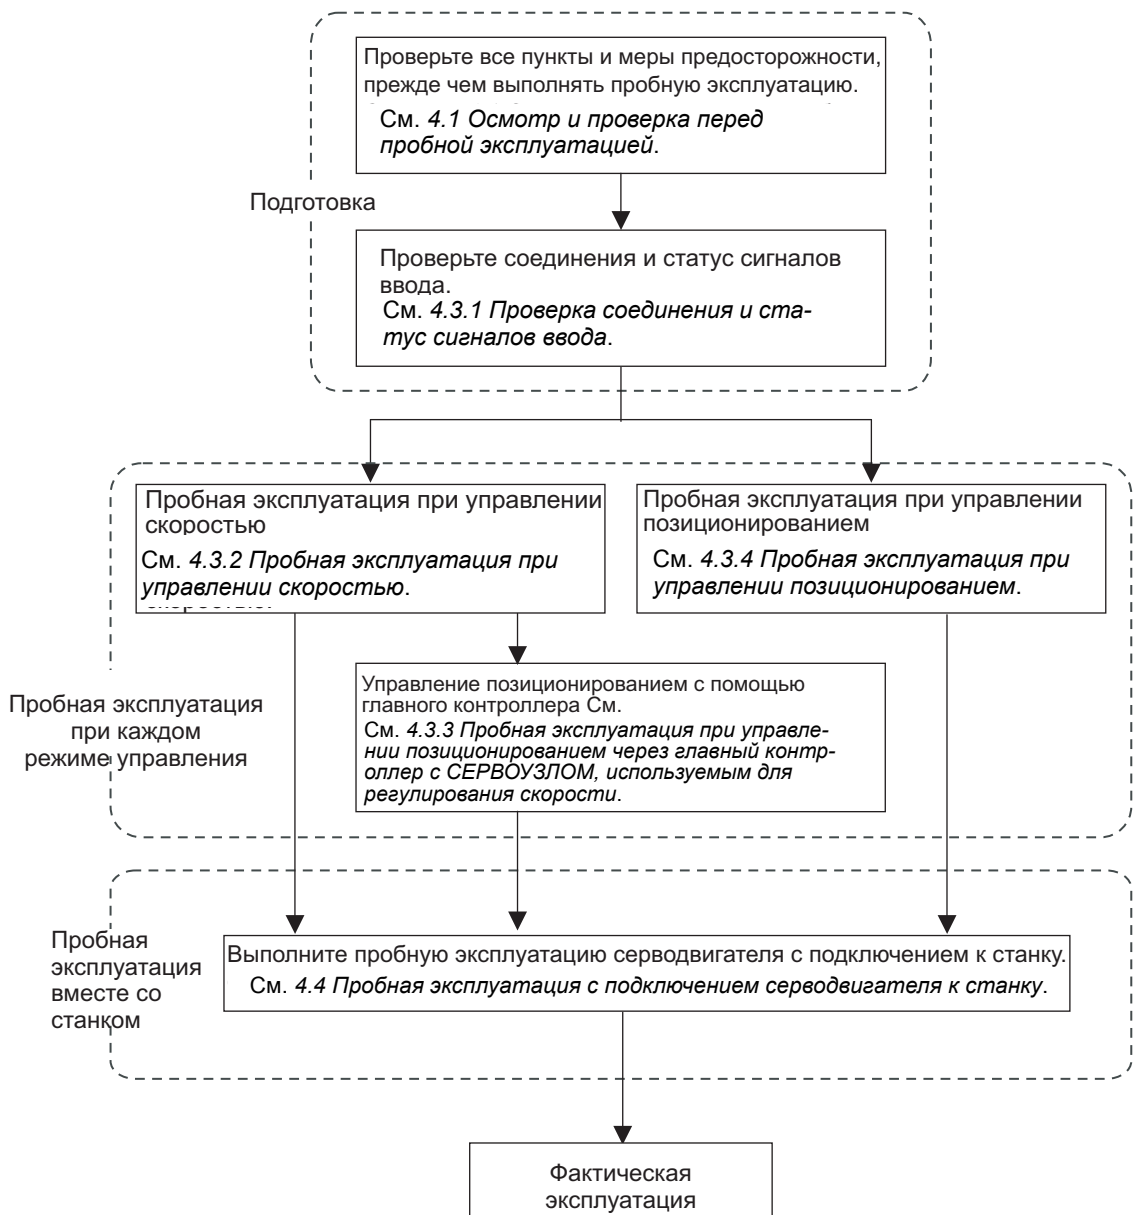 Проверьте все пункты и меры предосторожности,
прежде чем выполнять пробную эксплуатацию.
См. 4.1 Осмотр и проверка перед
пробной эксплуатацией.
Подготовка
Проверьте соединения и статус сигналов
ввода.
См. 4.3.1 Проверка соединения и ста-
тус сигналов ввода.
Пробная эксплуатация при управлении
скоростью
См. 4.3.2 Пробная эксплуатация при
управлении скоростью.
Пробная эксплуатация при управлении
позиционированием
См. 4.3.4 Пробная эксплуатация при
управлении позиционированием.
Пробная эксплуатация
при каждом
режиме управления
Управление позиционированием с помощью
главного контроллера См.
См. 4.3.3 Пробная эксплуатация при управле-
нии позиционированием через главный конт-
роллер с СЕРВОУЗЛОМ, используемым для
регулирования скорости.
Пробная
эксплуатация
вместе со
станком
Выполните пробную эксплуатацию серводвигателя с подключением к станку.
См. 4.4 Пробная эксплуатация с подключением серводвигателя к станку.
Фактическая
эксплуатация